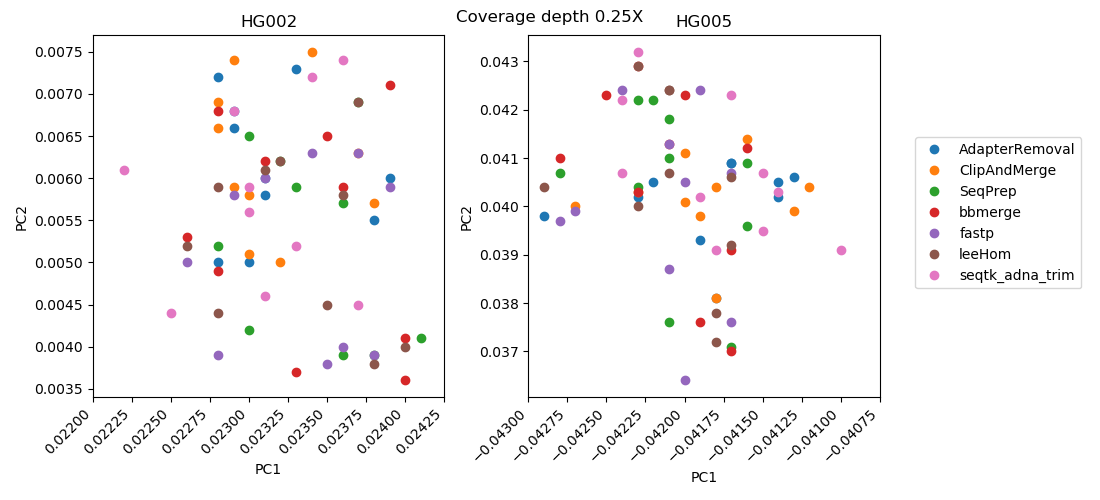 Coverage depth 0.25X
HG002
HG005
0.0075
0.0070
0.0065
0.0060
0.0055
0.0050
0.0045
0.0040
0.0035
PC2
0.02200
0.02225
0.02250
0.02275
0.02300
0.02325
0.02350
0.02375
0.02400
0.02425
PC1
0.043
0.042
0.041
0.040
0.039
0.038
0.037
PC2
−0.04300
−0.04275
−0.04250
−0.04225
−0.04200
−0.04175
−0.04150
−0.04125
−0.04100
−0.04075
PC1
AdapterRemoval
ClipAndMerge
SeqPrep
bbmerge
fastp
leeHom
seqtk_adna_trim